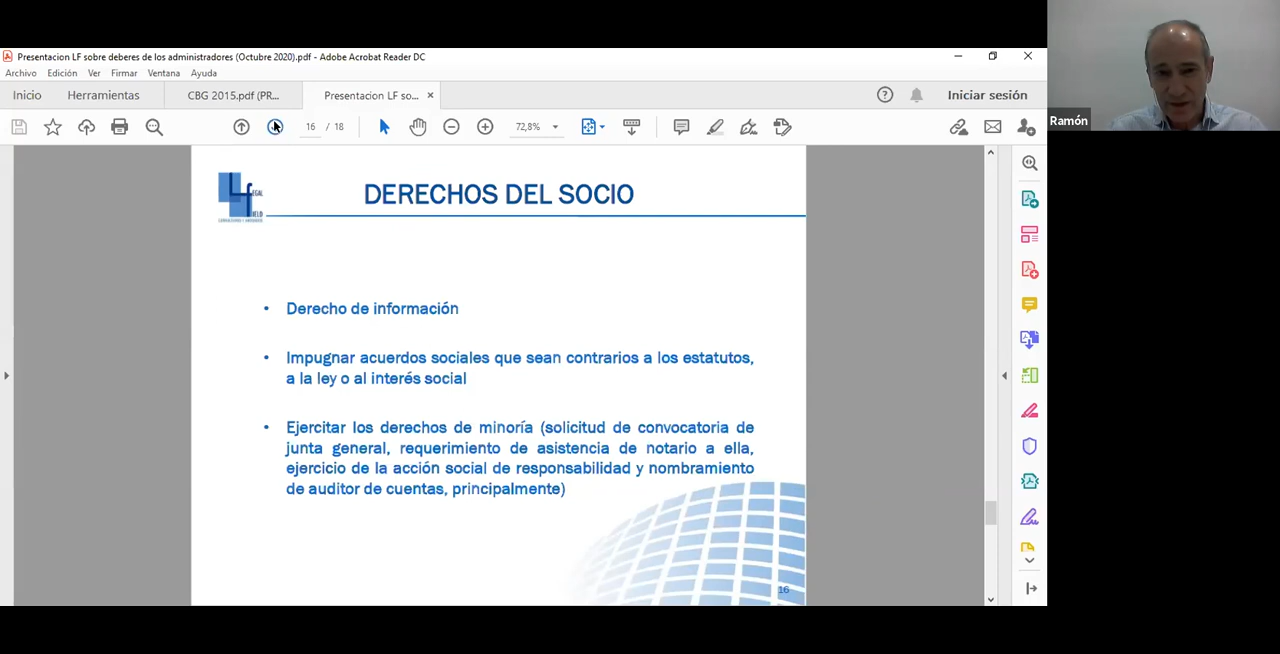 Presentacion LF sobre deberes de los administradores (Octubre 2020).pdf - Adobe Acrobat Reader DC
Archivo Edición Ver Firmar Ventana Ayuda
Inicio Herramientas CBG 2015.pdf (PR... Presentacion LF so... × Iniciar sesión
16 / 18 72,8%
Ramón
LF EGAL IELD
DERECHOS DEL SOCIO
• Derecho de información
• Impugnar acuerdos sociales que sean contrarios a los estatutos,
a la ley o al interés social
• Ejercitar los derechos de minoría (solicitud de convocatoria de
junta general, requerimiento de asistencia de notario a ella,
ejercicio de la acción social de responsabilidad y nombramiento
de auditor de cuentas, principalmente)
16